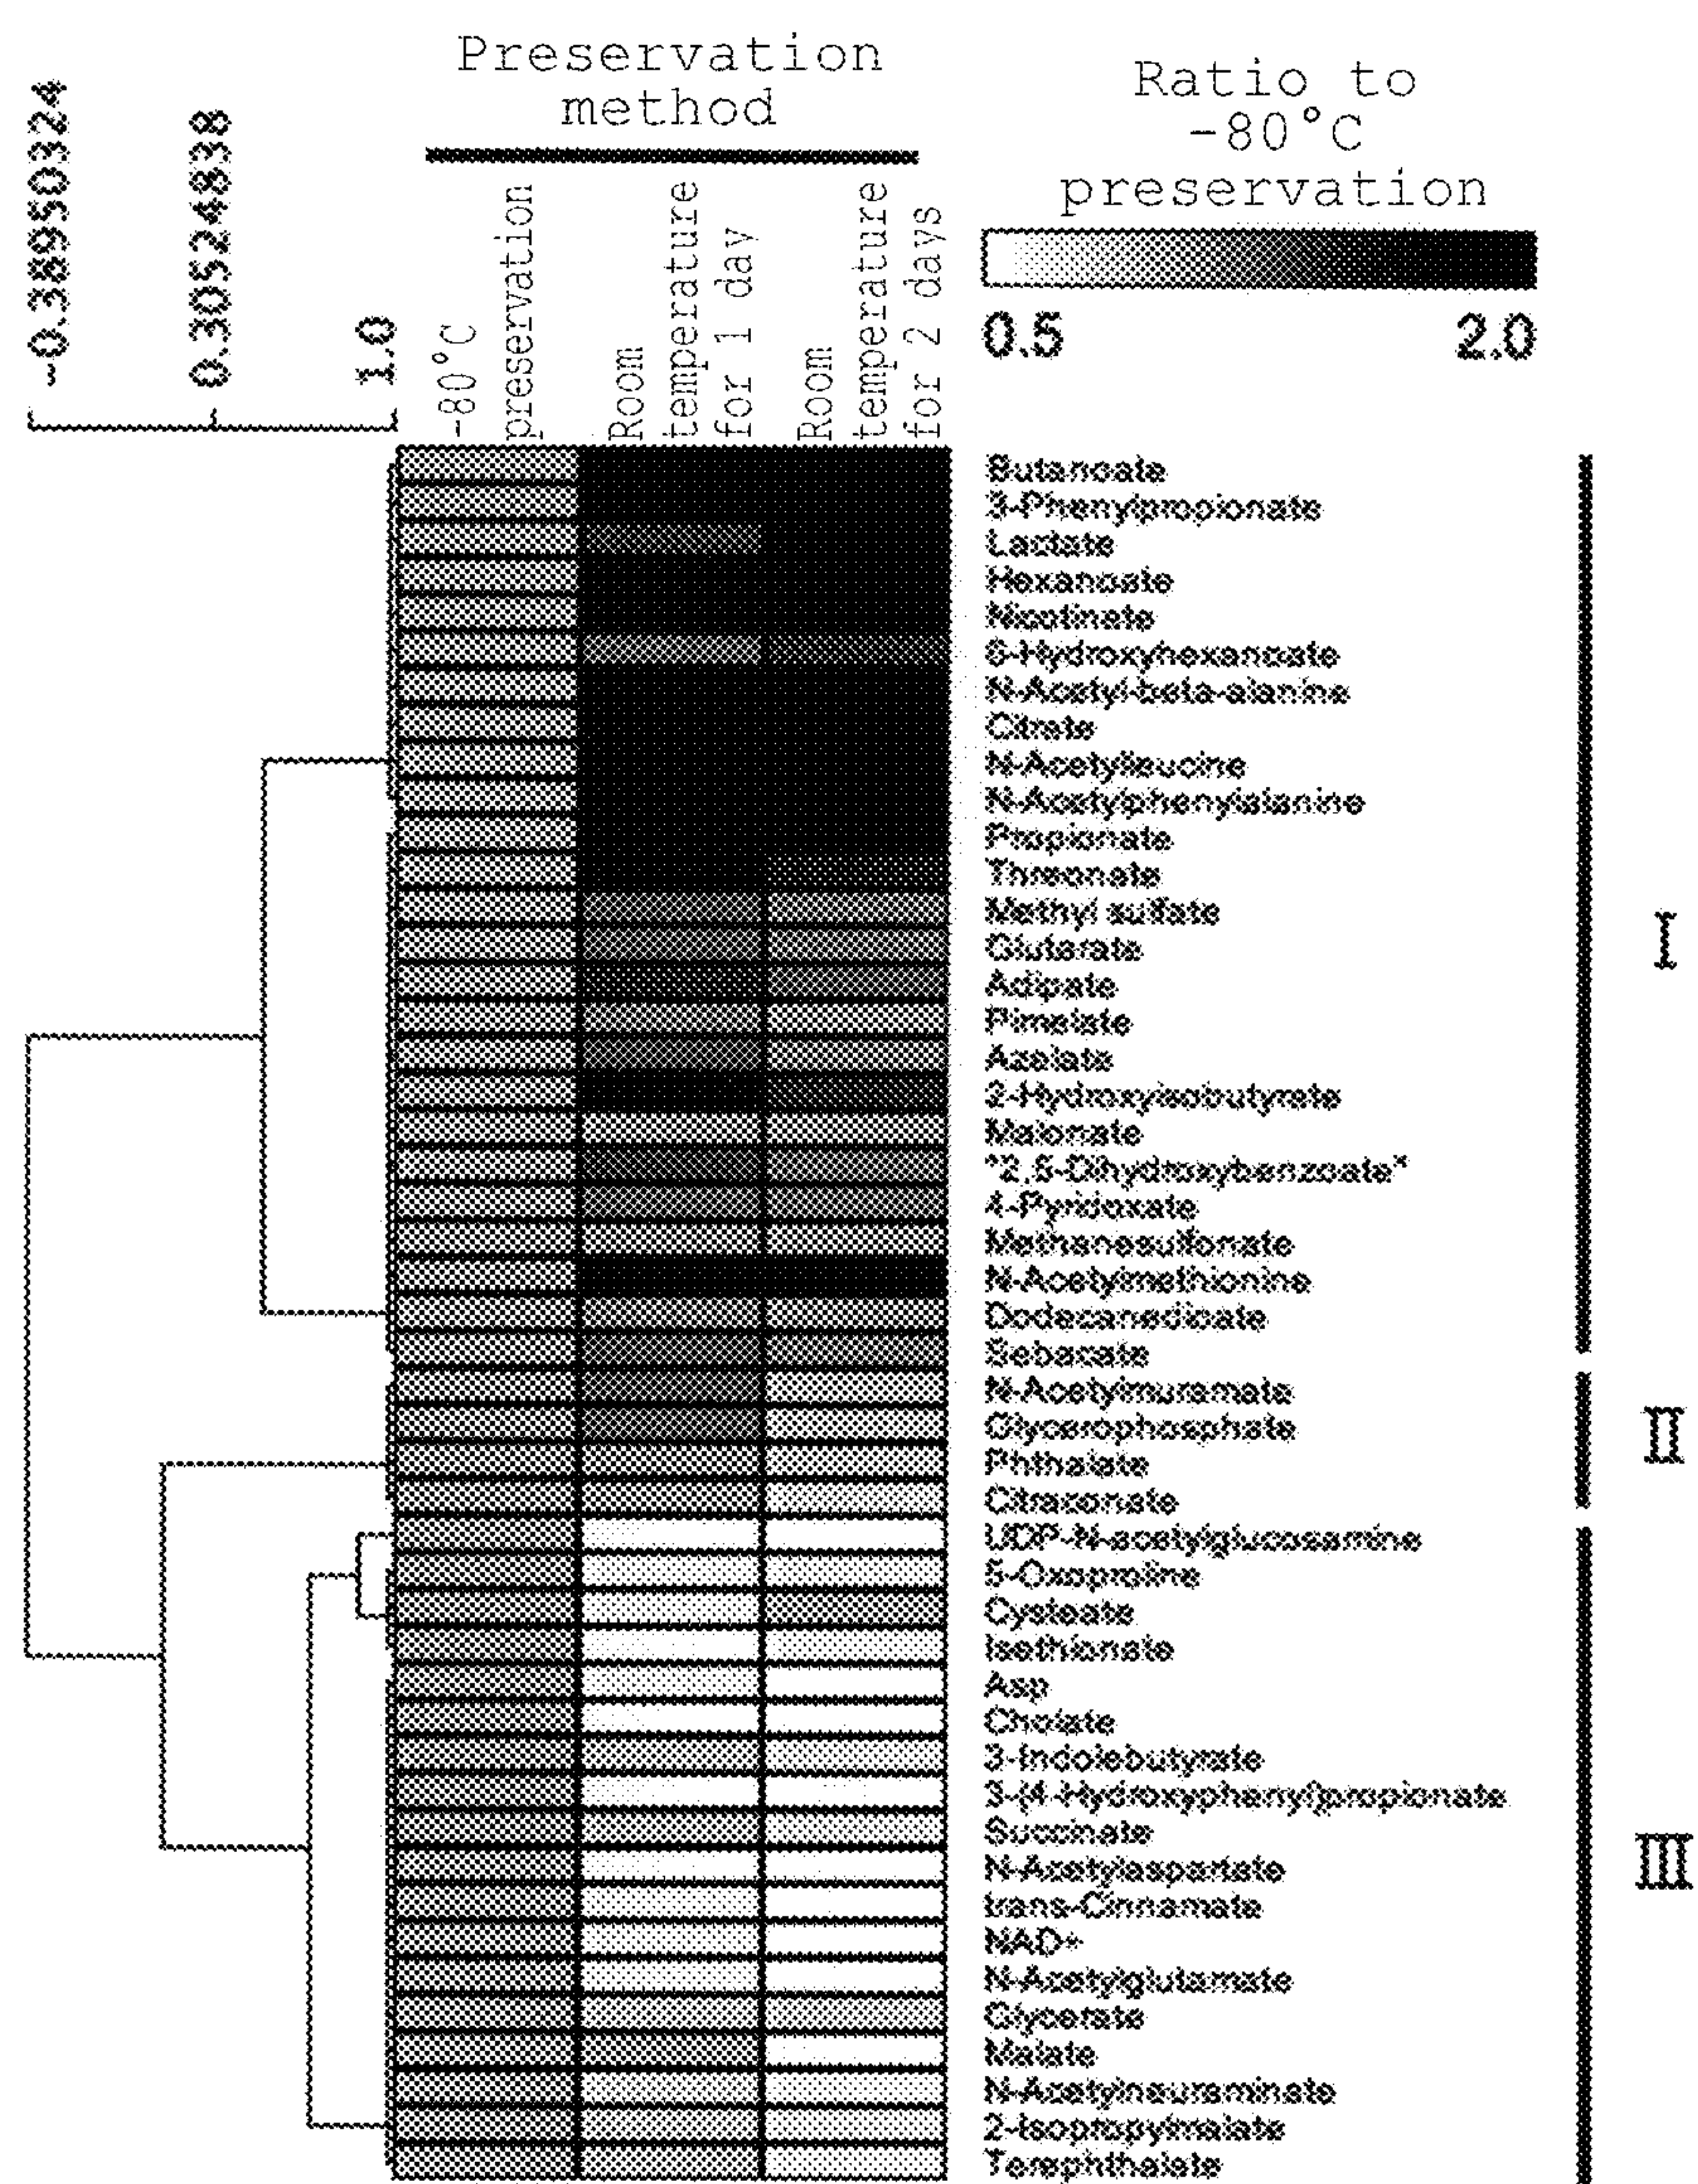 Preservation
method
Ratio to
-80°C
preservation
0.5
2.0
-0.38950324
0.30524838
1.0
-80°C
preservation
Room
temperature
for 1 day
Room
temperature
for 2 days
Butanoate
3-Phenylpropionate
Lactate
Hexanoate
Nicotinate
6-Hydroxyhexanoate
N-Acetyl-beta-alanine
Citrate
N-Acetylleucine
N-Acetylphenylalanine
Propionate
Threonate
Methyl sulfate
Glutarate
Adipate
Pimelate
Azelate
2-Hydroxyisobutyrate
Malonate
"2,5-Dihydroxybenzoate"
4-Pyridoxate
Methanesulfonate
N-Acetylmethionine
Dodecanedioate
Sebacate
I
N-Acetylmuramate
Glycerophosphate
Phthalate
Citraconate
II
UDP-N-acetylglucosamine
5-Oxoproline
Cysteate
Isethionate
Asp
Cholate
3-Indolebutyrate
3-(4-Hydroxyphenyl)propionate
Succinate
N-Acetylaspartate
trans-Cinnamate
NAD+
N-Acetylglutamate
Glycerate
Malate
N-Acetylneuraminate
2-Isopropylmalate
Terephthalate
III